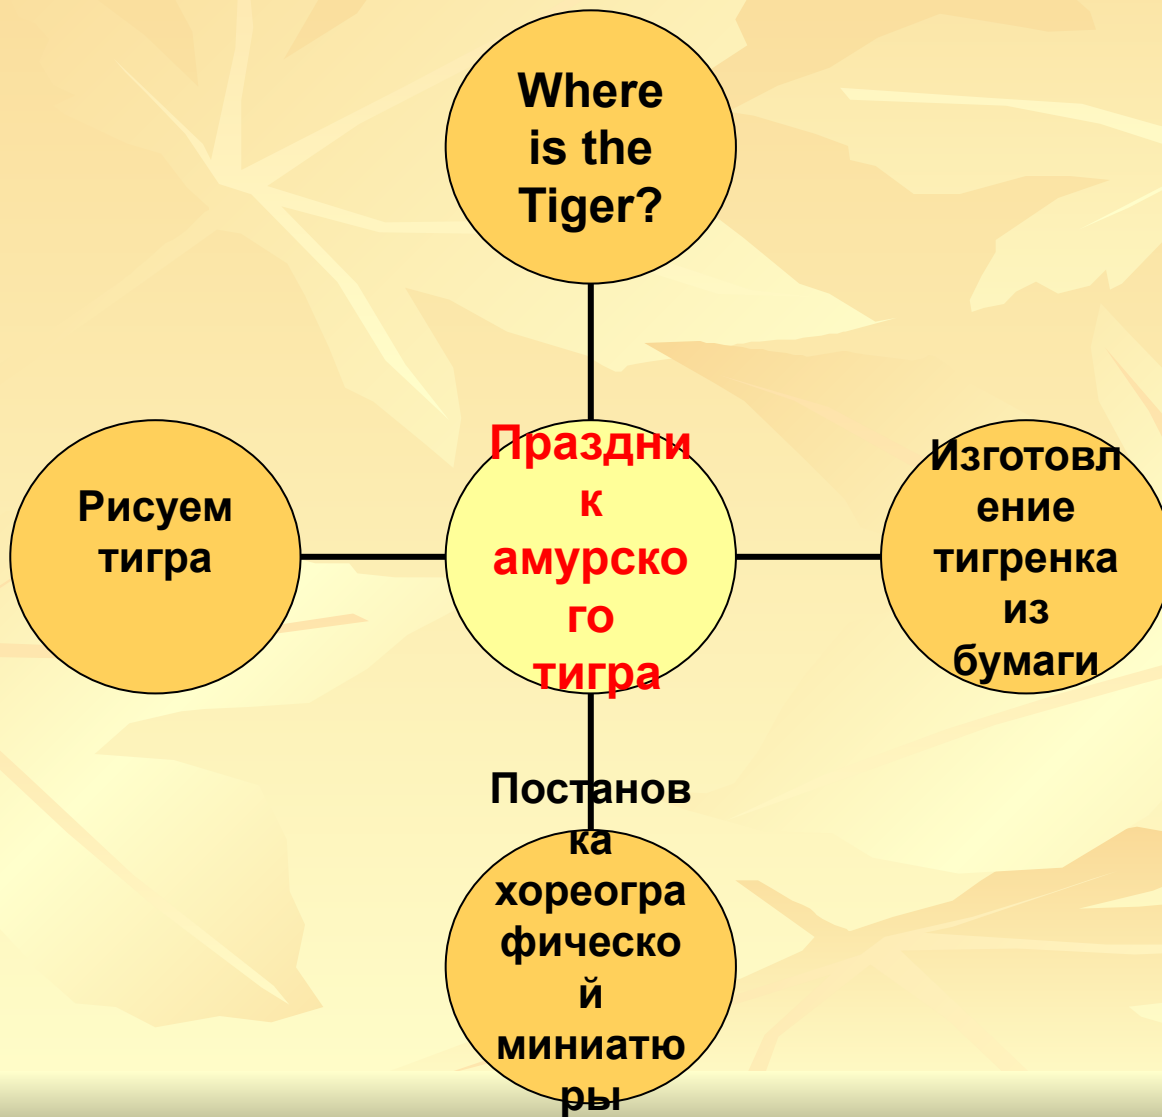 Where
is the
Tiger?
Рисуем
тигра
Праздни
к
амурско
го
тигра
Изготовл
ение
тигренка
из
бумаги
Постанов
ка
хореогра
фическо
й
миниатю
ры